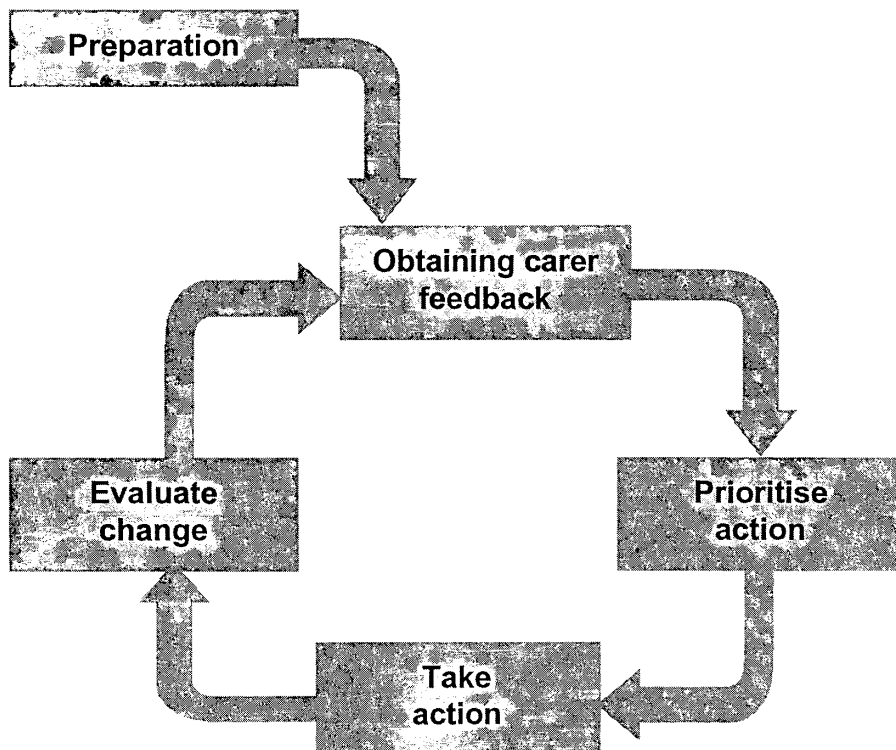 Preparation
Obtaining carer
feedback
Prioritise
action
Take
action
Evaluate
change